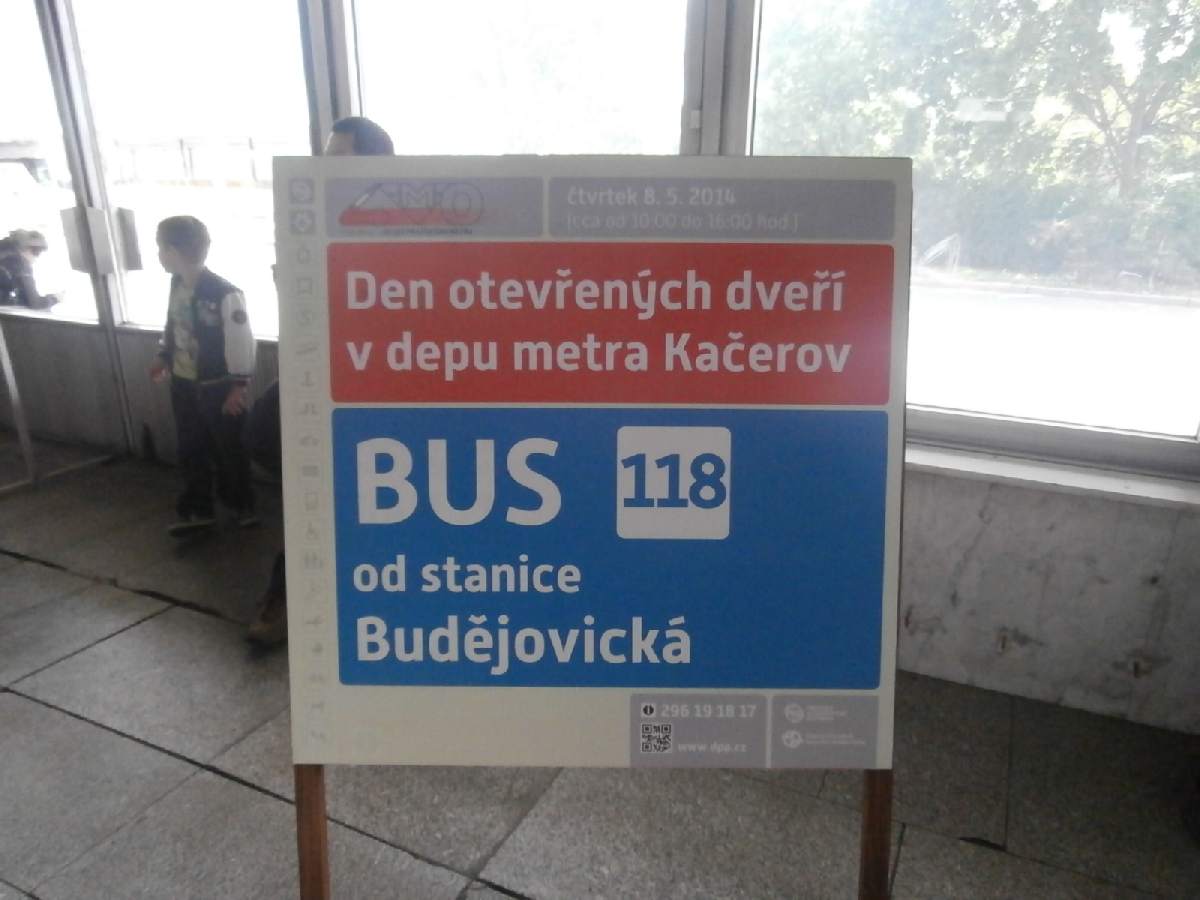 čtvrtek 8. 5. 2014
(cca od 10:00 do 16:00 hod.)
Den otevřených dveří
v depu metra Kačerov
BUS 118
od stanice
Budějovická
296 19 18 17
www.dpp.cz